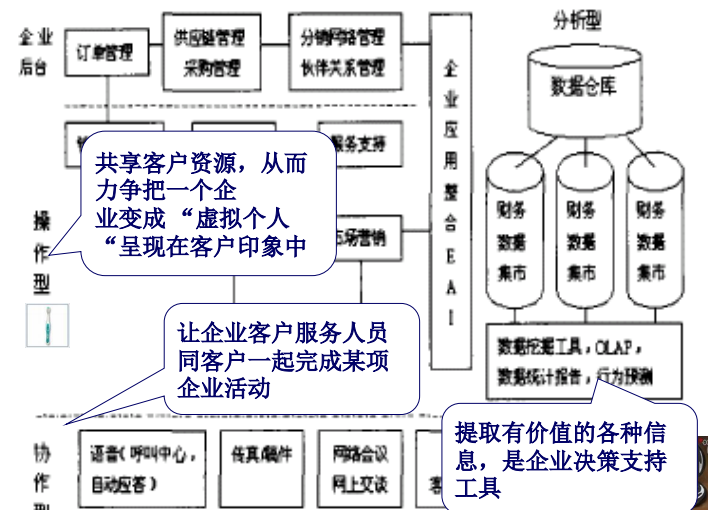 分析型
企业
后台
订单管理
供应链管理
采购管理
分销网络管理
伙伴关系管理
企业应用整合EAI
数据仓库
服务支持
共享客户资源，从而
力争把一个企
业变成“虚拟个人
“呈现在客户印象中
操作型
市场营销
财务
数据
集市
财务
数据
集市
财务
数据
集市
让企业客户服务人员
同客户一起完成某项
企业活动
数据挖掘工具，OLAP，
数据统计报告，行为预测
提取有价值的各种信
息，是企业决策支持
工具
协作型
语音（呼叫中心，
自动应答）
传真/邮件
网络会议
网上交谈
客